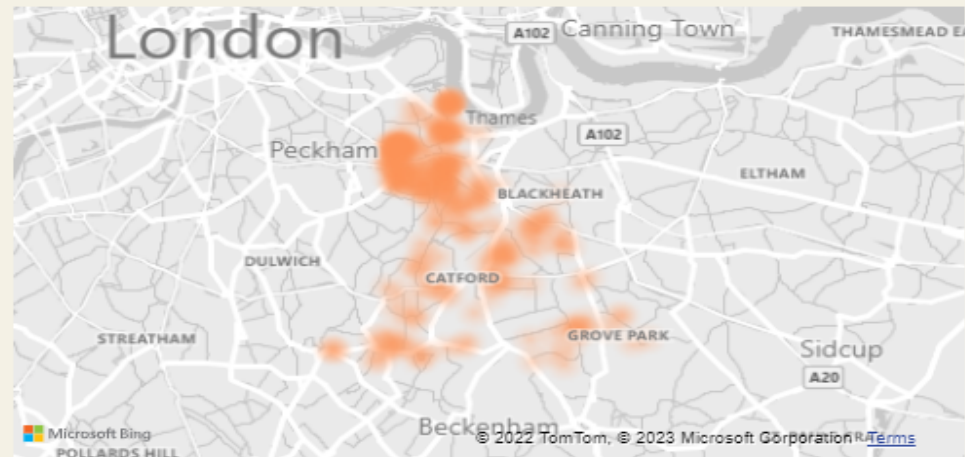 London
A102
Canning Town
THAMESMEAD EA
Thames
A102
Peckham
ELTHAM
BLACKHEATH
DULWICH
CATFORD
STREATHAM
GROVE PARK
Sidcup
A20
Beckenham
Microsoft Bing
© 2022 TomTom, © 2023 Microsoft Corporation Terms
POLLARDS HILL